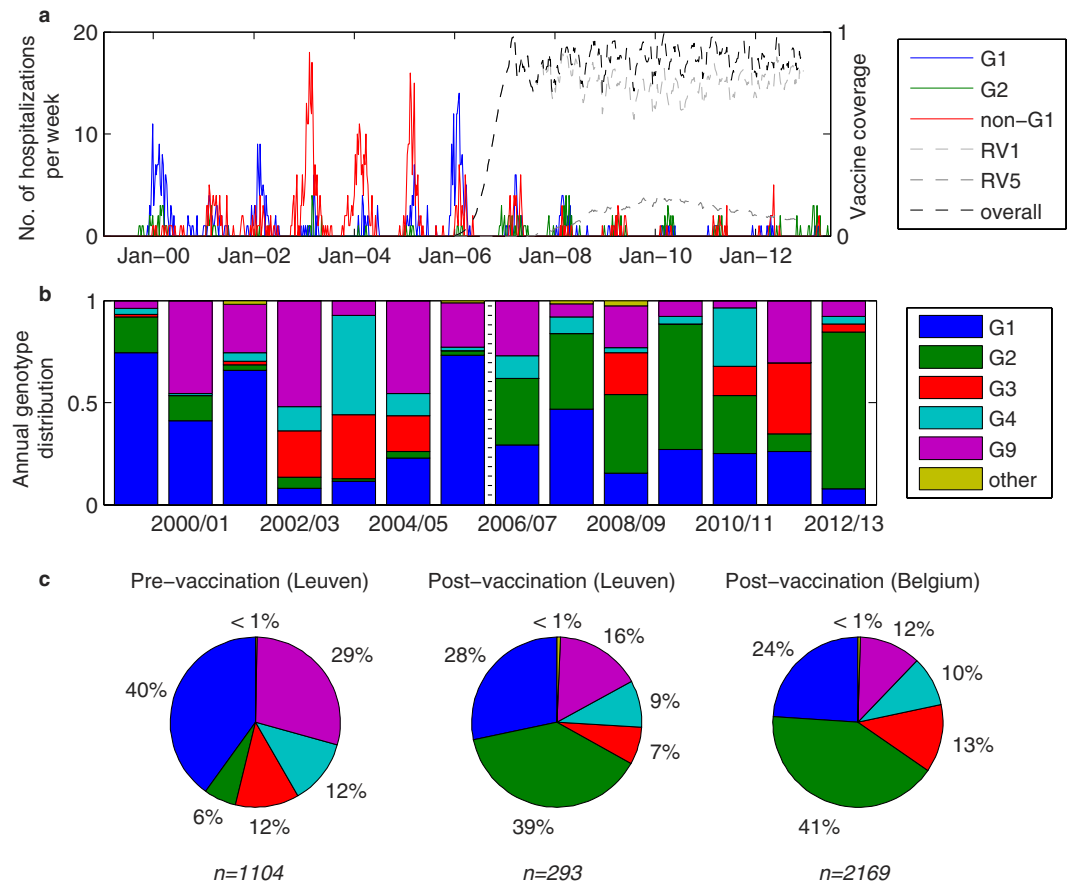 a
20
10
0
No. of hospitalizations
per week
1
0
Vaccine coverage
Jan−00
Jan−02
Jan−04
Jan−06
Jan−08
Jan−10
Jan−12
G1
G2
non−G1
RV1
RV5
overall
b
1
0.5
0
Annual genotype
distribution
2000/01
2002/03
2004/05
2006/07
2008/09
2010/11
2012/13
G1
G2
G3
G4
G9
other
c
Pre−vaccination (Leuven)
< 1%
29%
40%
12%
6%
12%
n=1104
Post−vaccination (Leuven)
< 1%
16%
28%
9%
7%
39%
n=293
Post−vaccination (Belgium)
< 1%
12%
24%
10%
13%
41%
n=2169